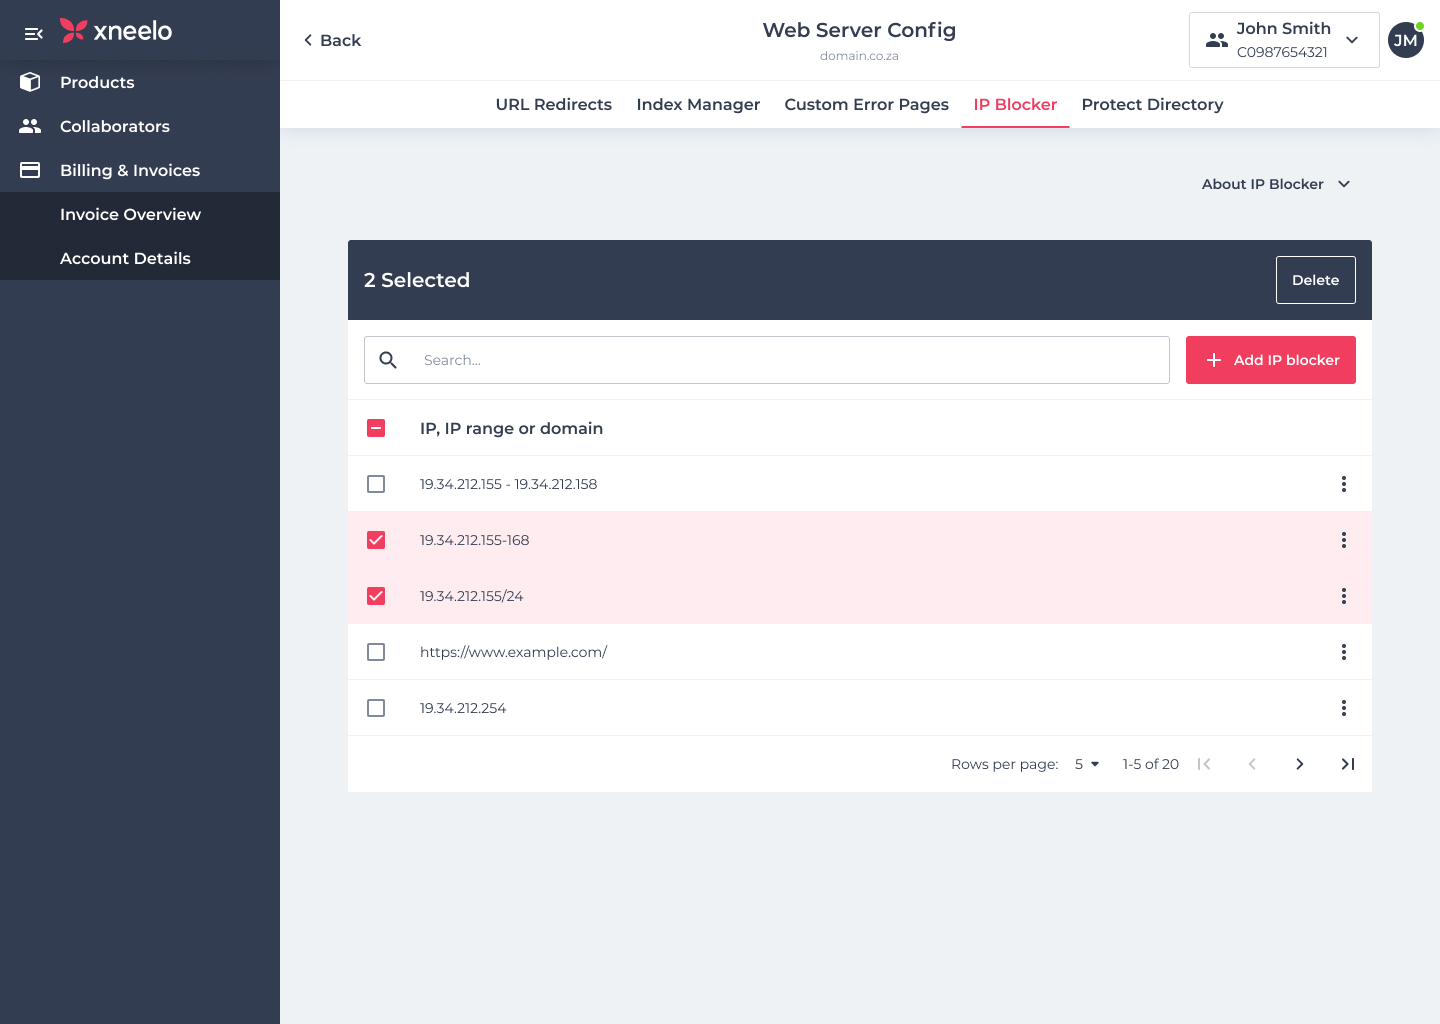 xneelo
Products
Collaborators
Billing & Invoices
Invoice Overview
Account Details
Back
Web Server Config
domain.co.za
John Smith
C0987654321
JM
URL Redirects
Index Manager
Custom Error Pages
IP Blocker
Protect Directory
About IP Blocker
2 Selected
Delete
Search...
Add IP blocker
IP, IP range or domain
19.34.212.155 - 19.34.212.158
19.34.212.155-168
19.34.212.155/24
https://www.example.com/
19.34.212.254
Rows per page: 5 1-5 of 20